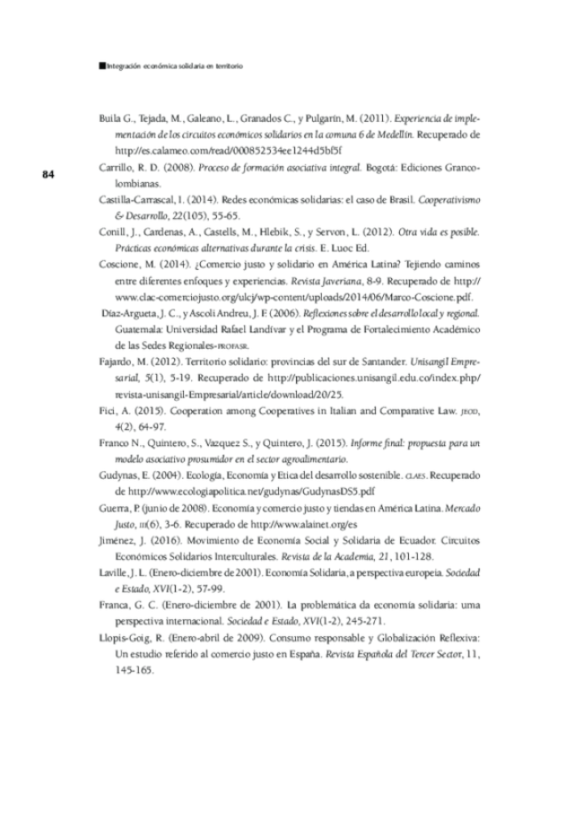 Integración económica solidaria en territorio
84
Buila G., Tejada, M., Galeano, L., Granados C., y Pulgarín, M. (2011). Experiencia de imple-
mentación de los circuitos económicos solidarios en la comuna 6 de Medellín. Recuperado de
http://es.calameo.com/read/000852534ee1244d5bf5f
Carrillo, R. D. (2008). Proceso de formación asociativa integral. Bogotá: Ediciones Granco-
lombianas.
Castilla-Carrascal, I. (2014). Redes económicas solidarias: el caso de Brasil. Cooperativismo
& Desarrollo, 22(105), 55-65.
Conill, J., Cardenas, A., Castells, M., Hlebik, S., y Servon, L. (2012). Otra vida es posible.
Prácticas económicas alternativas durante la crisis. E. Luoc Ed.
Coscione, M. (2014). ¿Comercio justo y solidario en América Latina? Tejiendo caminos
entre diferentes enfoques y experiencias. Revista Javeriana, 8-9. Recuperado de http://
www.clac-comerciojusto.org/ulcj/wp-content/uploads/2014/06/Marco-Coscione.pdf.
Díaz-Argueta, J. C., y Ascoli Andreu, J. F. (2006). Reflexiones sobre el desarrollo local y regional.
Guatemala: Universidad Rafael Landívar y el Programa de Fortalecimiento Académico
de las Sedes Regionales-PROFASR.
Fajardo, M. (2012). Territorio solidario: provincias del sur de Santander. Unisangil Empre-
sarial, 5(1), 5-19. Recuperado de http://publicaciones.unisangil.edu.co/index.php/
revista-unisangil-Empresarial/article/download/20/25.
Fici, A. (2015). Cooperation among Cooperatives in Italian and Comparative Law. JEOD,
4(2), 64-97.
Franco N., Quintero, S., Vazquez S., y Quintero, J. (2015). Informe final: propuesta para un
modelo asociativo prosumidor en el sector agroalimentario.
Gudynas, E. (2004). Ecología, Economía y Etica del desarrollo sostenible. CLAES. Recuperado
de http://www.ecologiapolitica.net/gudynas/GudynasDS5.pdf
Guerra, P. (junio de 2008). Economía y comercio justo y tiendas en América Latina. Mercado
Justo, III(6), 3-6. Recuperado de http://www.alainet.org/es
Jiménez, J. (2016). Movimiento de Economía Social y Solidaria de Ecuador. Circuitos
Económicos Solidarios Interculturales. Revista de la Academia, 21, 101-128.
Laville, J. L. (Enero-diciembre de 2001). Economía Solidaria, a perspectiva europeia. Sociedad
e Estado, XVI(1-2), 57-99.
Franca, G. C. (Enero-diciembre de 2001). La problemática da economía solidaria: uma
perspectiva internacional. Sociedad e Estado, XVI(1-2), 245-271.
Llopis-Goig, R. (Enero-abril de 2009). Consumo responsable y Globalización Reflexiva:
Un estudio referido al comercio justo en España. Revista Española del Tercer Sector, 11,
145-165.